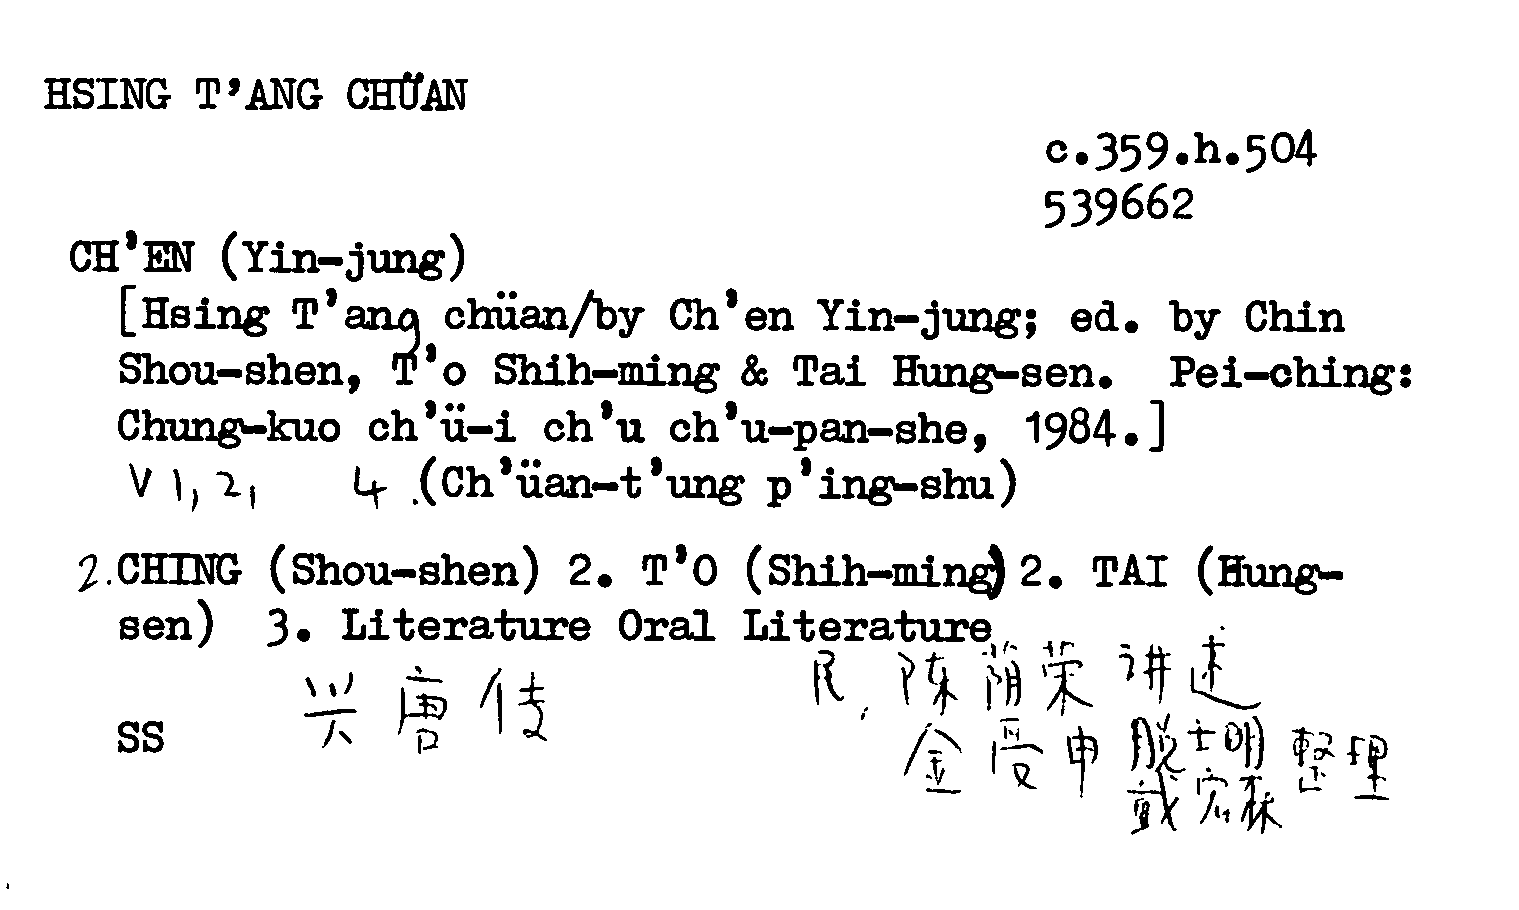 HSING T'ANG CHÜAN
c.359.h.504
539662
CH'EN (Yin-jung)
[Hsing T'ang chüan/by Ch'en Yin-jung; ed. by Chin
Shou-shen, T'o Shih-ming & Tai Hung-sen. Pei-ching:
Chung-kuo ch'ü-i ch'u ch'u-pan-she, 1984.]
V 1, 2, 4 .(Ch'üan-t'ung p'ing-shu)
2.CHING (Shou-shen) 2. T'O (Shih-ming) 2. TAI (Hung-
sen) 3. Literature Oral Literature
兴唐传
陈荫荣讲述
SS
金受申 脱士明 整理
戴宏森